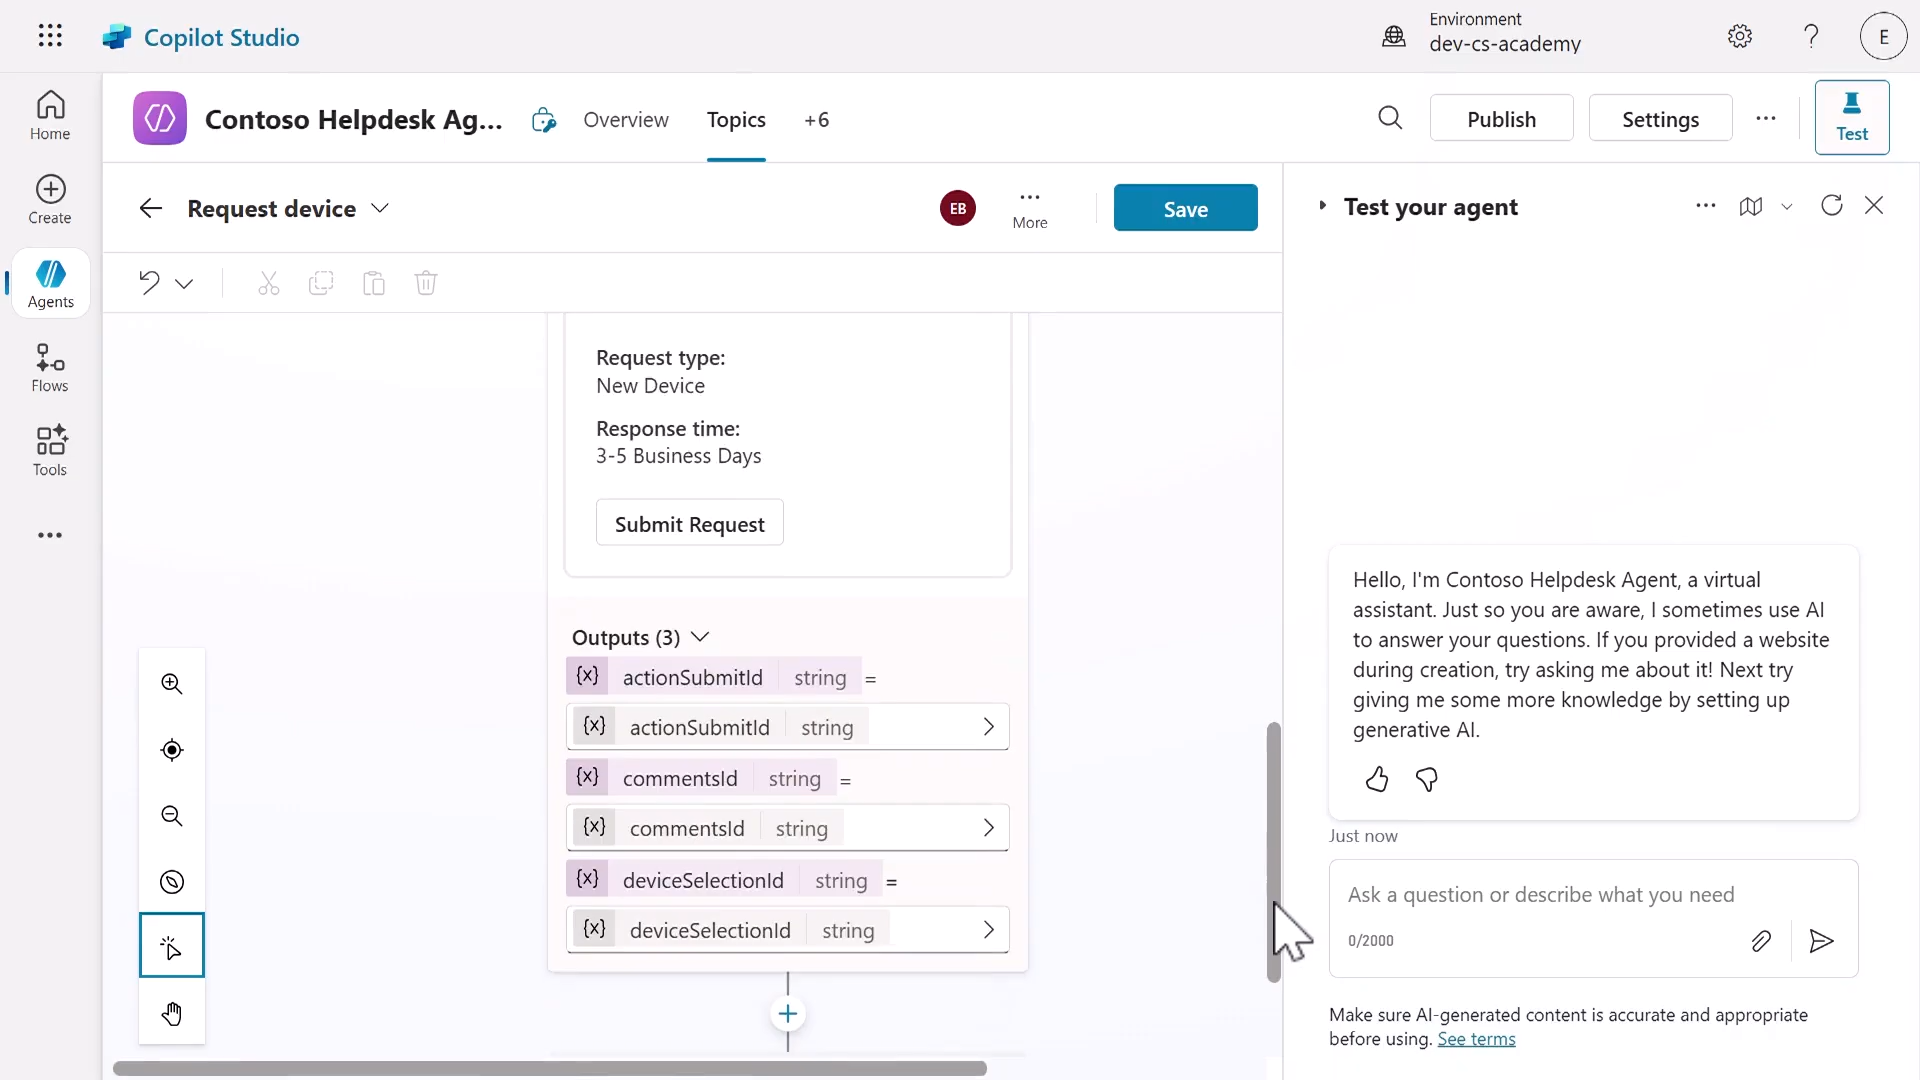 Copilot Studio
Environment
dev-cs-academy
?
E
Home
Create
Agents
Flows
Tools
Contoso Helpdesk Ag...
Overview
Topics
+6
Publish
Settings
Test
Request device
EB
More
Save
Request type:
New Device
Response time:
3-5 Business Days
Submit Request
Outputs (3)
{x} actionSubmitId string =
{x} actionSubmitId string
{x} commentsId string =
{x} commentsId string
{x} deviceSelectionId string =
{x} deviceSelectionId string
Test your agent
Hello, I'm Contoso Helpdesk Agent, a virtual
assistant. Just so you are aware, I sometimes use AI
to answer your questions. If you provided a website
during creation, try asking me about it! Next try
giving me some more knowledge by setting up
generative AI.
Just now
Ask a question or describe what you need
0/2000
Make sure AI-generated content is accurate and appropriate
before using. See terms